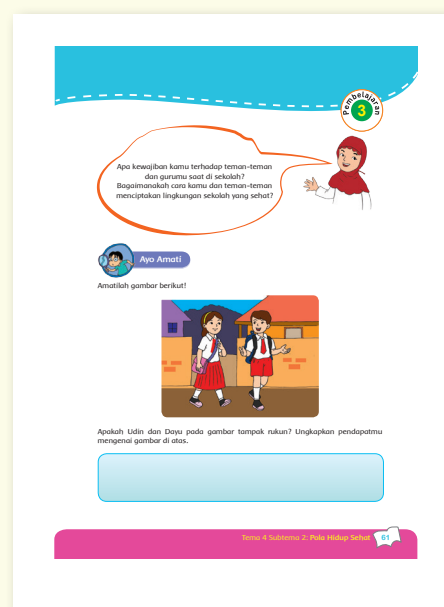 Pembelajaran
3
Apa kewajiban kamu terhadap teman-teman
dan gurumu saat di sekolah?
Bagaimanakah cara kamu dan teman-teman
menciptakan lingkungan sekolah yang sehat?
Ayo Amati
Amatilah gambar berikut!
Apakah Udin dan Dayu pada gambar tampak rukun? Ungkapkan pendapatmu
mengenai gambar di atas.
Tema 4 Subtema 2: Pola Hidup Sehat
61